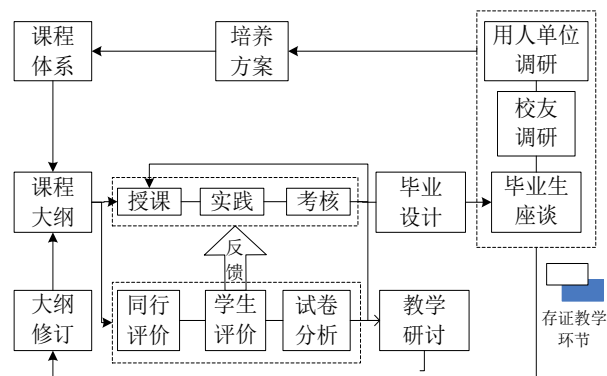 课程
体系
培养
方案
用人单位
调研
校友
调研
课程
大纲
授课
实践
考核
毕业
设计
毕业生
座谈
反
馈
大纲
修订
同行
评价
学生
评价
试卷
分析
教学
研讨
存证教学
环节